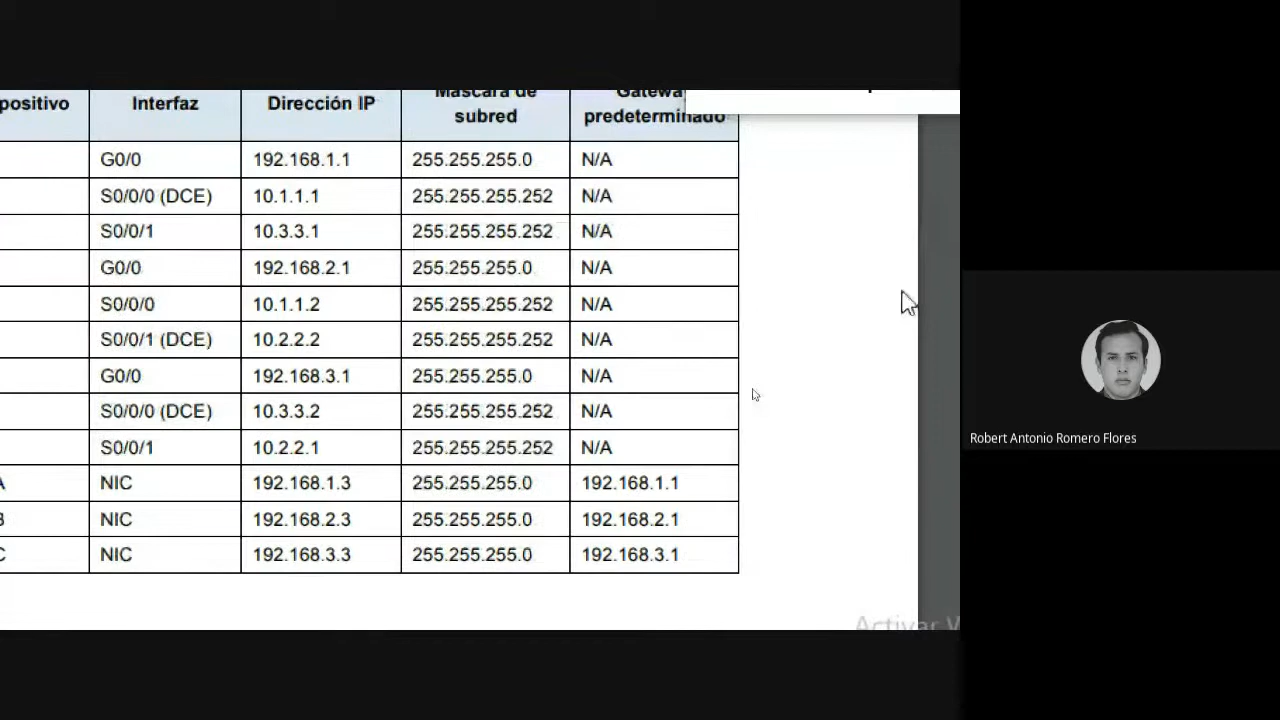 positivo Interfaz Dirección IP Máscara de subred Gateway predeterminado
G0/0 192.168.1.1 255.255.255.0 N/A
S0/0/0 (DCE) 10.1.1.1 255.255.255.252 N/A
S0/0/1 10.3.3.1 255.255.255.252 N/A
G0/0 192.168.2.1 255.255.255.0 N/A
S0/0/0 10.1.1.2 255.255.255.252 N/A
S0/0/1 (DCE) 10.2.2.2 255.255.255.252 N/A
G0/0 192.168.3.1 255.255.255.0 N/A
S0/0/0 (DCE) 10.3.3.2 255.255.255.252 N/A
S0/0/1 10.2.2.1 255.255.255.252 N/A
A NIC 192.168.1.3 255.255.255.0 192.168.1.1
B NIC 192.168.2.3 255.255.255.0 192.168.2.1
C NIC 192.168.3.3 255.255.255.0 192.168.3.1
Activar W
Robert Antonio Romero Flores